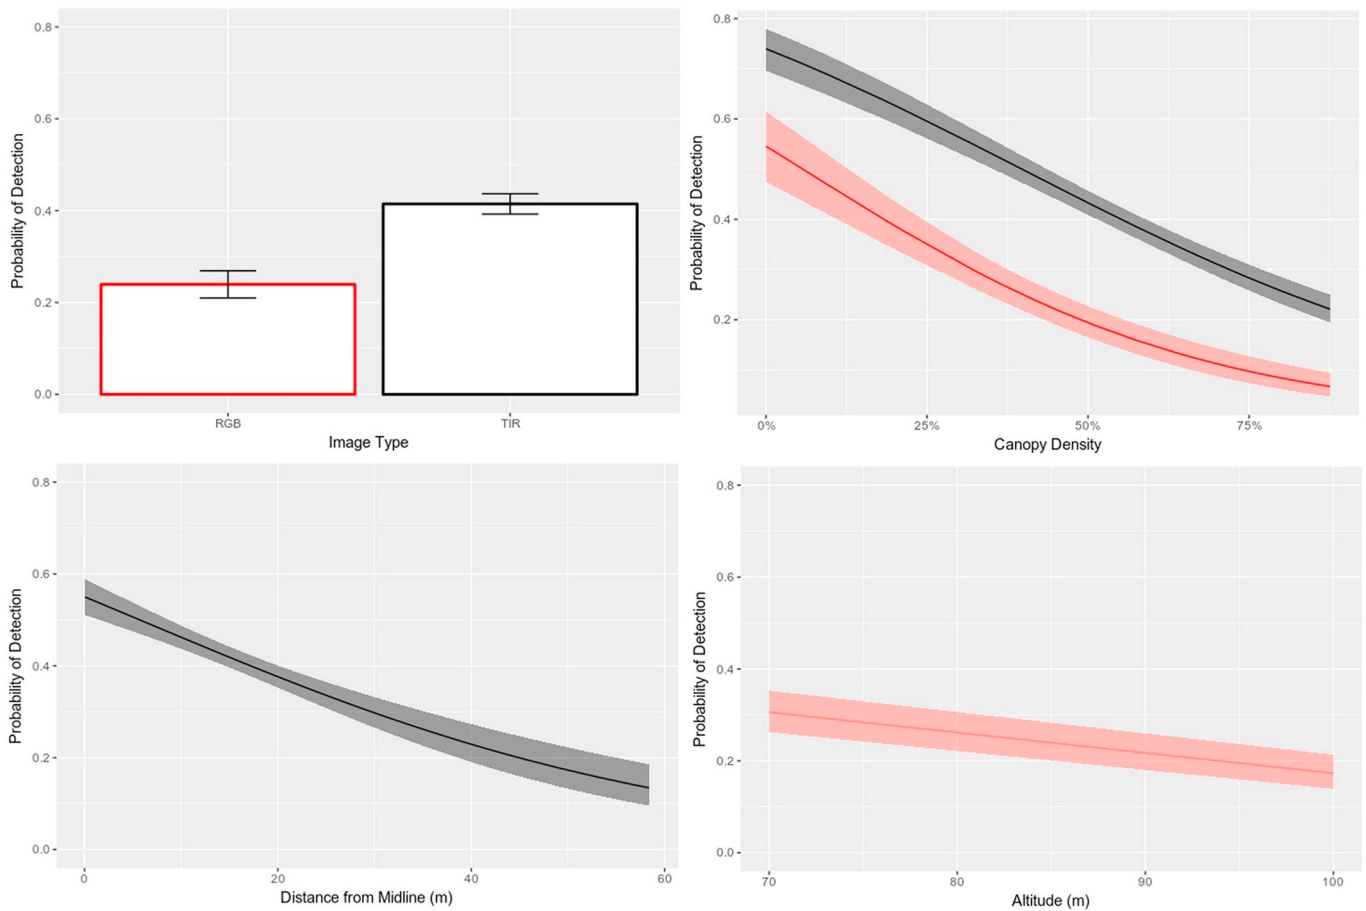 Probability of Detection
0.8
0.6
0.4
0.2
0.0
RGB TIR
Image Type
Probability of Detection
0.8
0.6
0.4
0.2
0% 25% 50% 75%
Canopy Density
Probability of Detection
0.8
0.6
0.4
0.2
0.0
0 20 40 60
Distance from Midline (m)
Probability of Detection
0.8
0.6
0.4
0.2
0.0
70 80 90 100
Altitude (m)